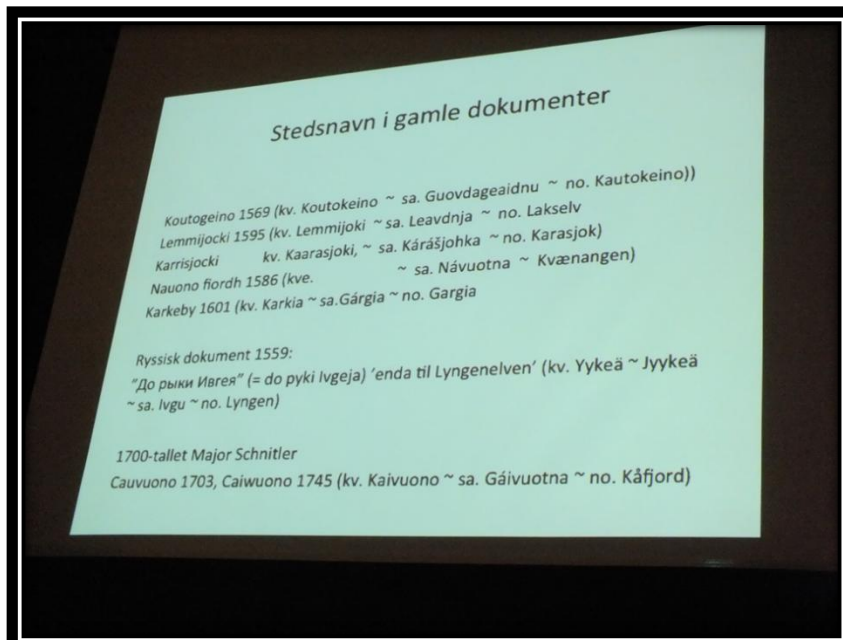 Stedsnavn i gamle dokumenter
Koutogeino 1569 (kv. Koutokeino ~ sa. Guovdageaidnu ~ no. Kautokeino))
Lemmijocki 1595 (kv. Lemmijoki ~ sa. Leavdnja ~ no. Lakselv
Karrisjocki kv. Kaarasjoki, ~ sa. Kárášjohka ~ no. Karasjok)
Nauono fiordh 1586 (kve. ~ sa. Návuotna ~ Kvænangen)
Karkeby 1601 (kv. Karkia ~ sa.Gárgia ~ no. Gargia
Ryssisk dokument 1559:
"До рыки Ивгея" (= do pyki Ivgeja) 'enda til Lyngenelven' (kv. Yykeä ~ Jyykeä
~ sa. Ivgu ~ no. Lyngen)
1700-tallet Major Schnitler
Cauvuono 1703, Caiwuono 1745 (kv. Kaivuono ~ sa. Gáivuotna ~ no. Kåfjord)